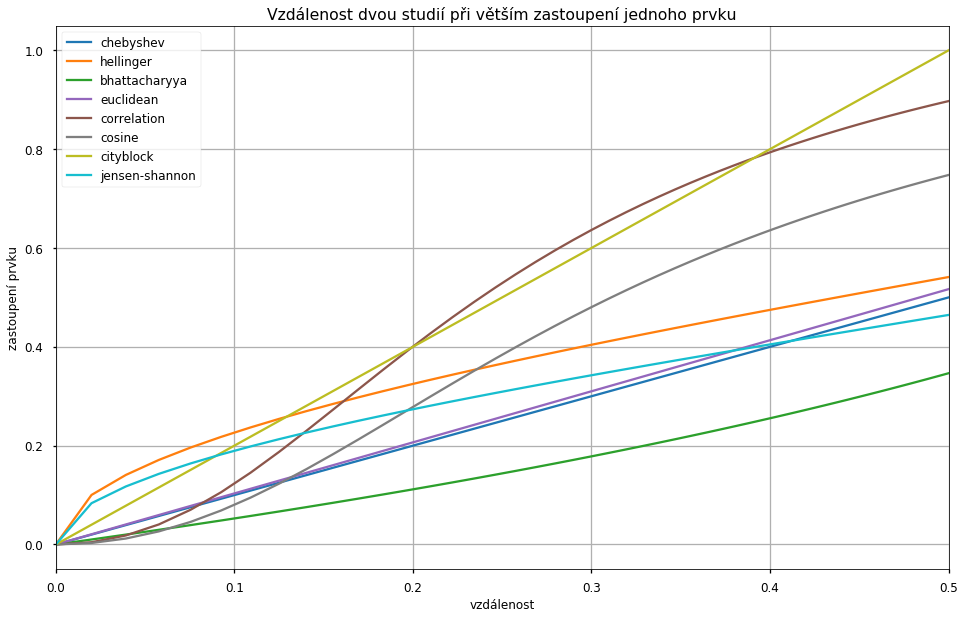 Vzdálenost dvou studií při větším zastoupení jednoho prvku
chebyshev
hellinger
bhattacharyya
euclidean
correlation
cosine
cityblock
jensen-shannon
zastoupení prvku
1.0
0.8
0.6
0.4
0.2
0.0
0.0 0.1 0.2 0.3 0.4 0.5
vzdálenost